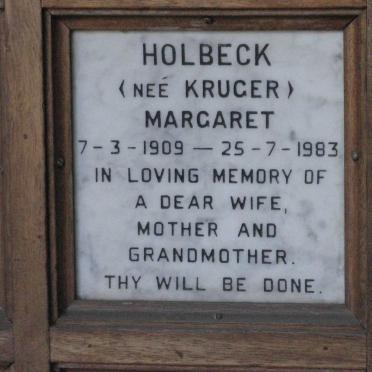 HOLBECK
(NEÉ KRUGER)
MARGARET
7-3-1909 — 25-7-1983
IN LOVING MEMORY OF
A DEAR WIFE,
MOTHER AND
GRANDMOTHER.
THY WILL BE DONE.